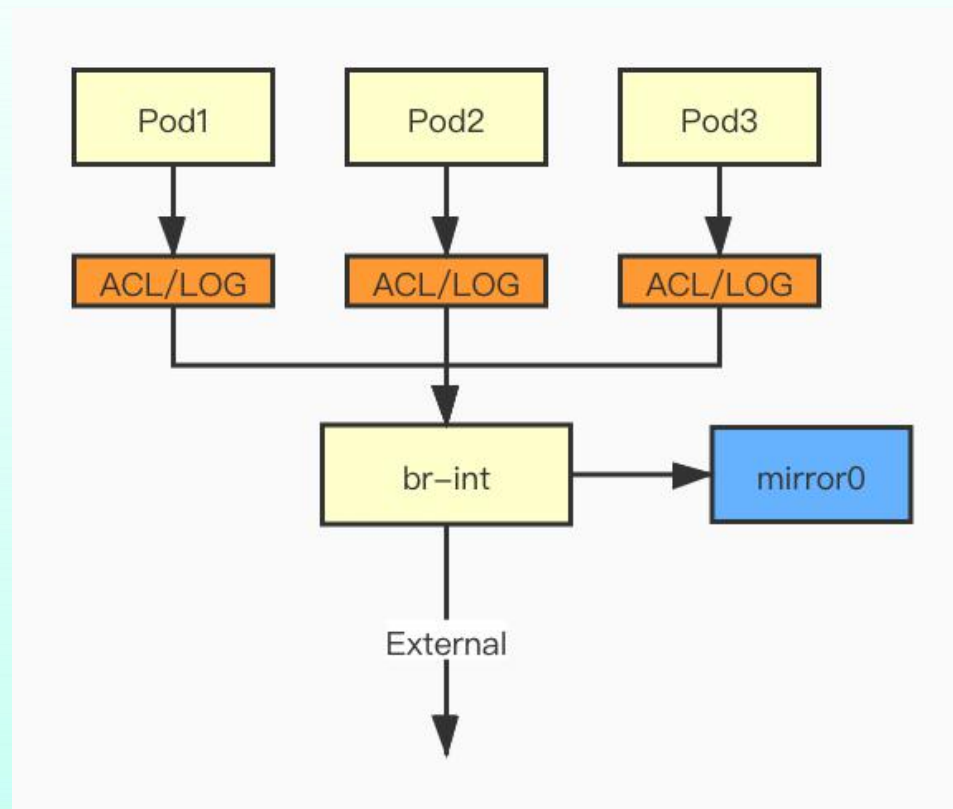 Pod1
Pod2
Pod3
ACL/LOG
ACL/LOG
ACL/LOG
br-int
mirror0
External